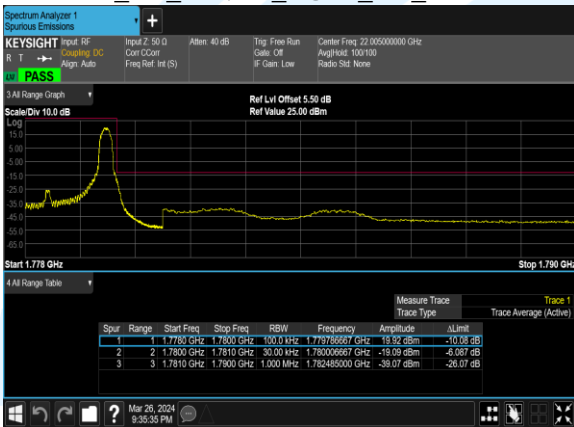 Spectrum Analyzer 1
Spurious Emissions
+
KEYSIGHT Input: RF Input Z: 50 Ω Atten: 40 dB Trig: Free Run Center Freq: 22.005000000 GHz
R T Coupling: DC Corr CCorr Gate: Off Avg|Hold: 100/100
Align: Auto Freq Ref: Int (S) IF Gain: Low Radio Std: None
PASS
3 All Range Graph
Ref Lvl Offset 5.50 dB
Scale/Div 10.0 dB Ref Value 25.00 dBm
Log
15.0
5.00
-5.00
-15.0
-25.0
-35.0
-45.0
-55.0
-65.0
Start 1.778 GHz Stop 1.790 GHz
4 All Range Table
Measure Trace Trace 1
Trace Type Trace Average (Active)
Spur Range Start Freq Stop Freq RBW Frequency Amplitude ΔLimit
1 1 1.7780 GHz 1.7800 GHz 100.0 kHz 1.779786667 GHz 19.92 dBm -10.08 dB
2 2 1.7800 GHz 1.7810 GHz 30.00 kHz 1.780006667 GHz -19.09 dBm -6.087 dB
3 3 1.7810 GHz 1.7900 GHz 1.000 MHz 1.782485000 GHz -39.07 dBm -26.07 dB
? Mar 26, 2024
9:35:35 PM